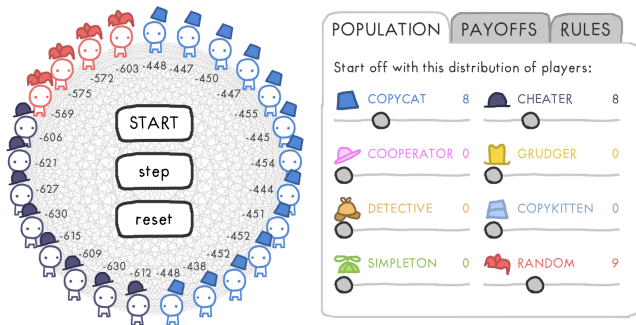 -603
-448
-447
-572
-450
-575
-447
-569
-455
-606
-445
-621
-454
-627
-444
-630
-451
-615
-452
-609
-452
-630
-612
-448
-438
START
step
reset
POPULATION
PAYOFFS
RULES
Start off with this distribution of players:
COPYCAT 8
CHEATER 8
COOPERATOR 0
GRUDGER 0
DETECTIVE 0
COPYKITTEN 0
SIMPLETON 0
RANDOM 9